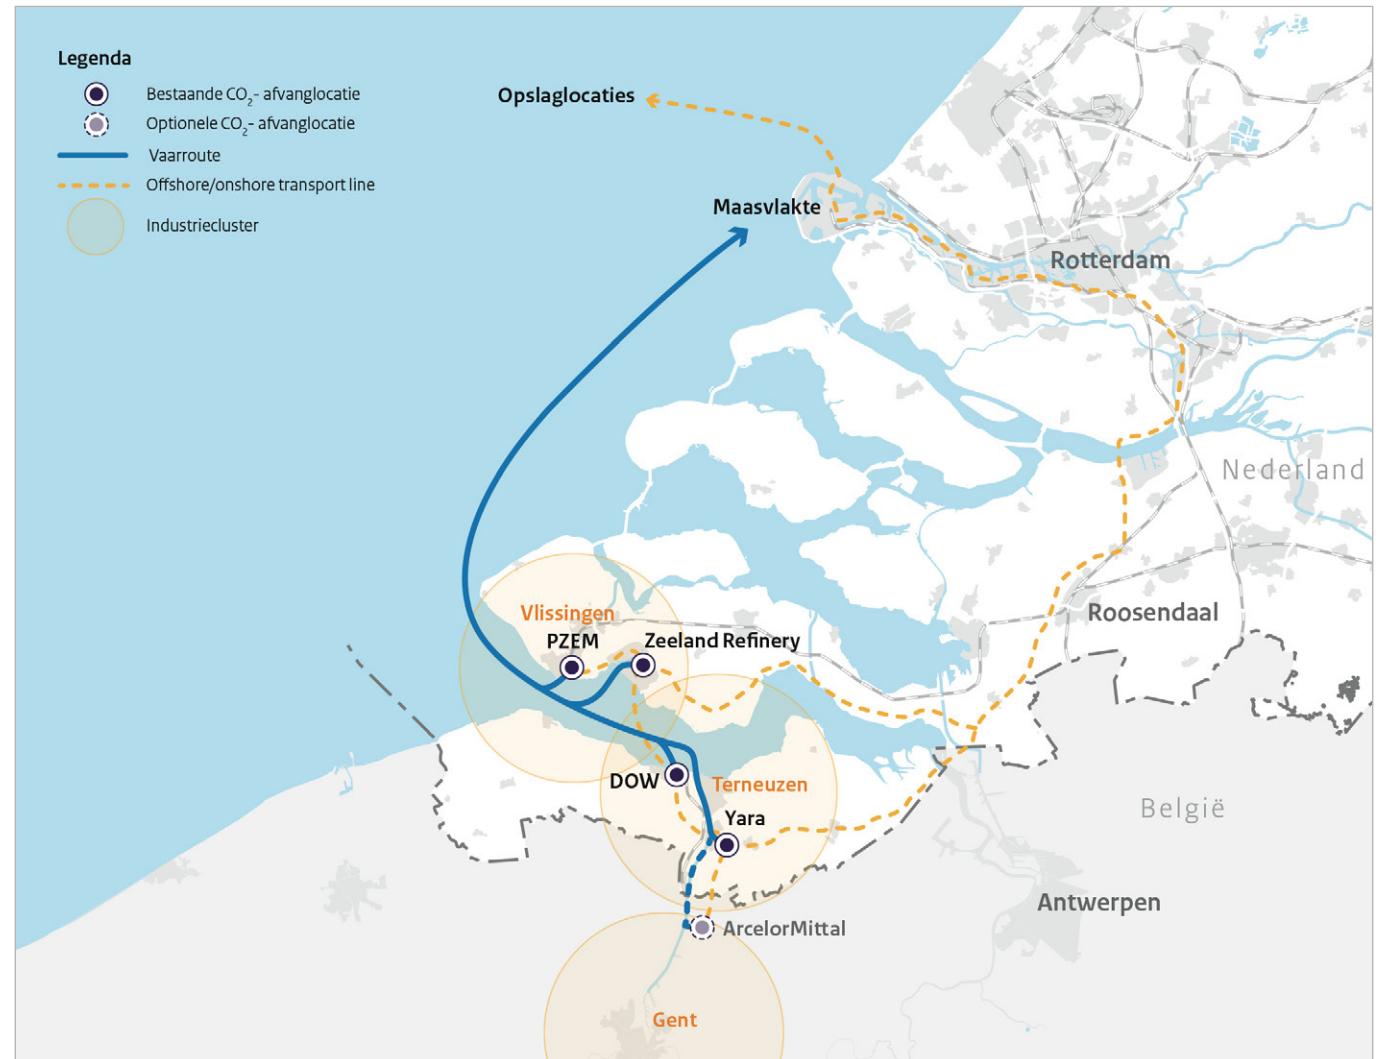 Legenda
Bestaande CO2- afvanglocatie
Optionele CO2- afvanglocatie
Vaarroute
Offshore/onshore transport line
Industriecluster
Opslaglocaties
Maasvlakte
Rotterdam
Nederland
Roosendaal
Vlissingen
PZEM
Zeeland Refinery
DOW
Terneuzen
Yara
België
Antwerpen
ArcelorMittal
Gent